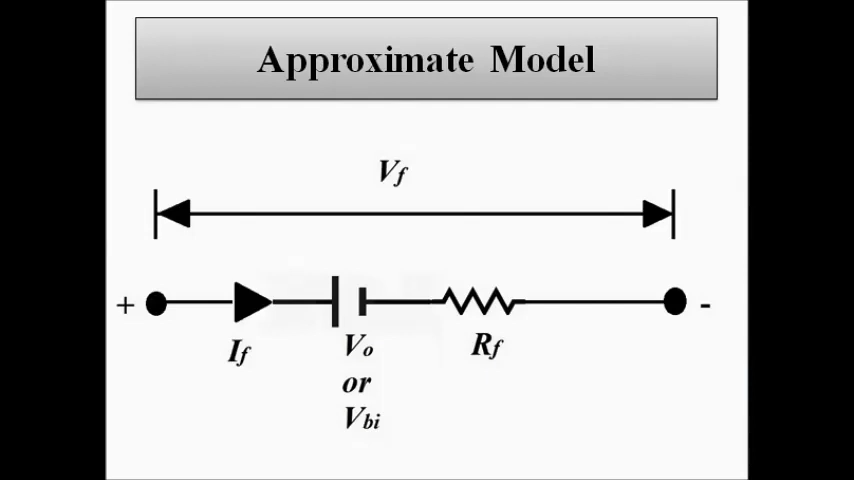 Approximate Model
Vf
+ -
If Vo Rf
or
Vbi